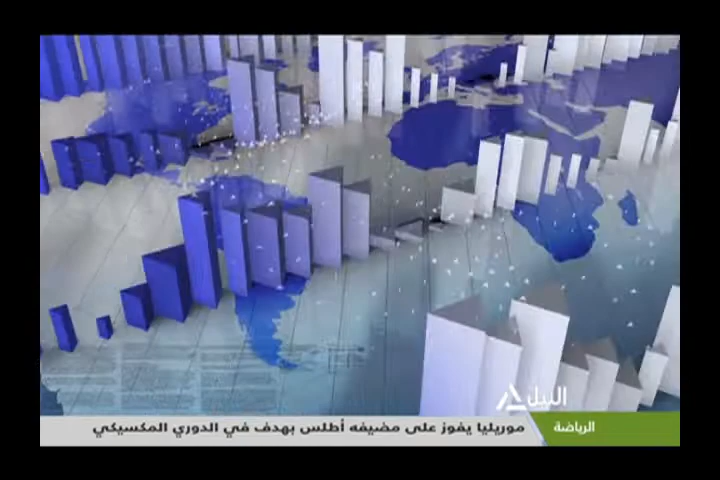 النيل
الرياضة
موريليا يفوز على مضيفه أطلس بهدف في الدوري المكسيكي